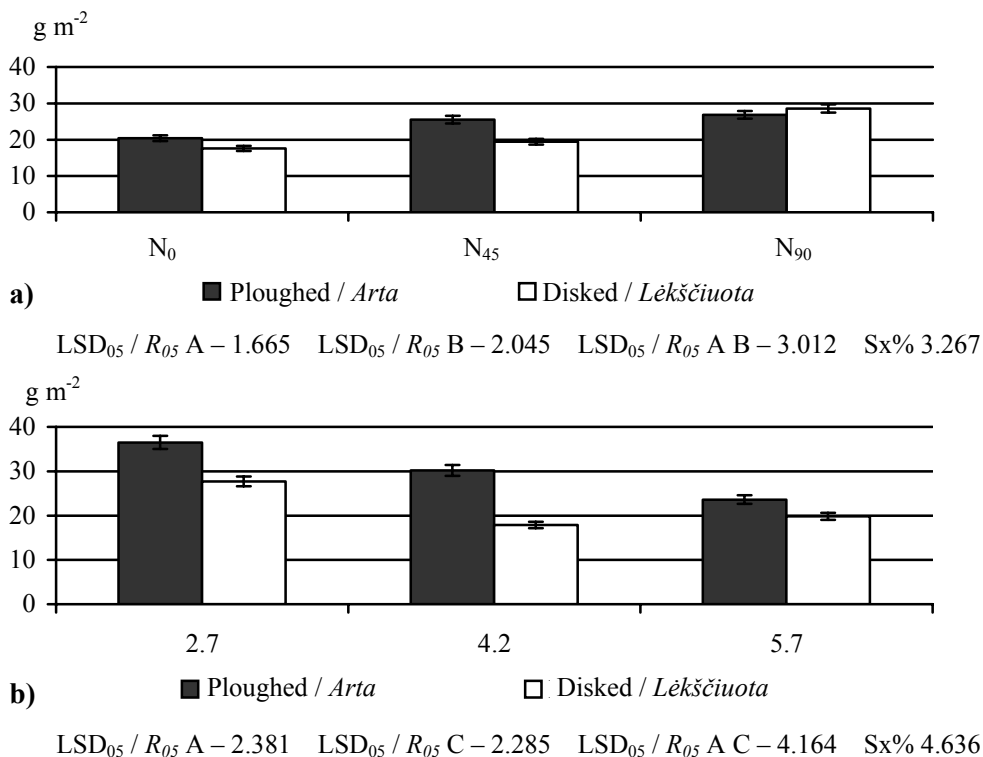 g m-2
40
30
20
10
0
N0 N45 N90
a) Ploughed / Arta Disked / Lėkščiuota
LSD05 / R05 A – 1.665 LSD05 / R05 B – 2.045 LSD05 / R05 A B – 3.012 Sx% 3.267
g m-2
40
30
20
10
0
2.7 4.2 5.7
b) Ploughed / Arta Disked / Lėkščiuota
LSD05 / R05 A – 2.381 LSD05 / R05 C – 2.285 LSD05 / R05 A C – 4.164 Sx% 4.636